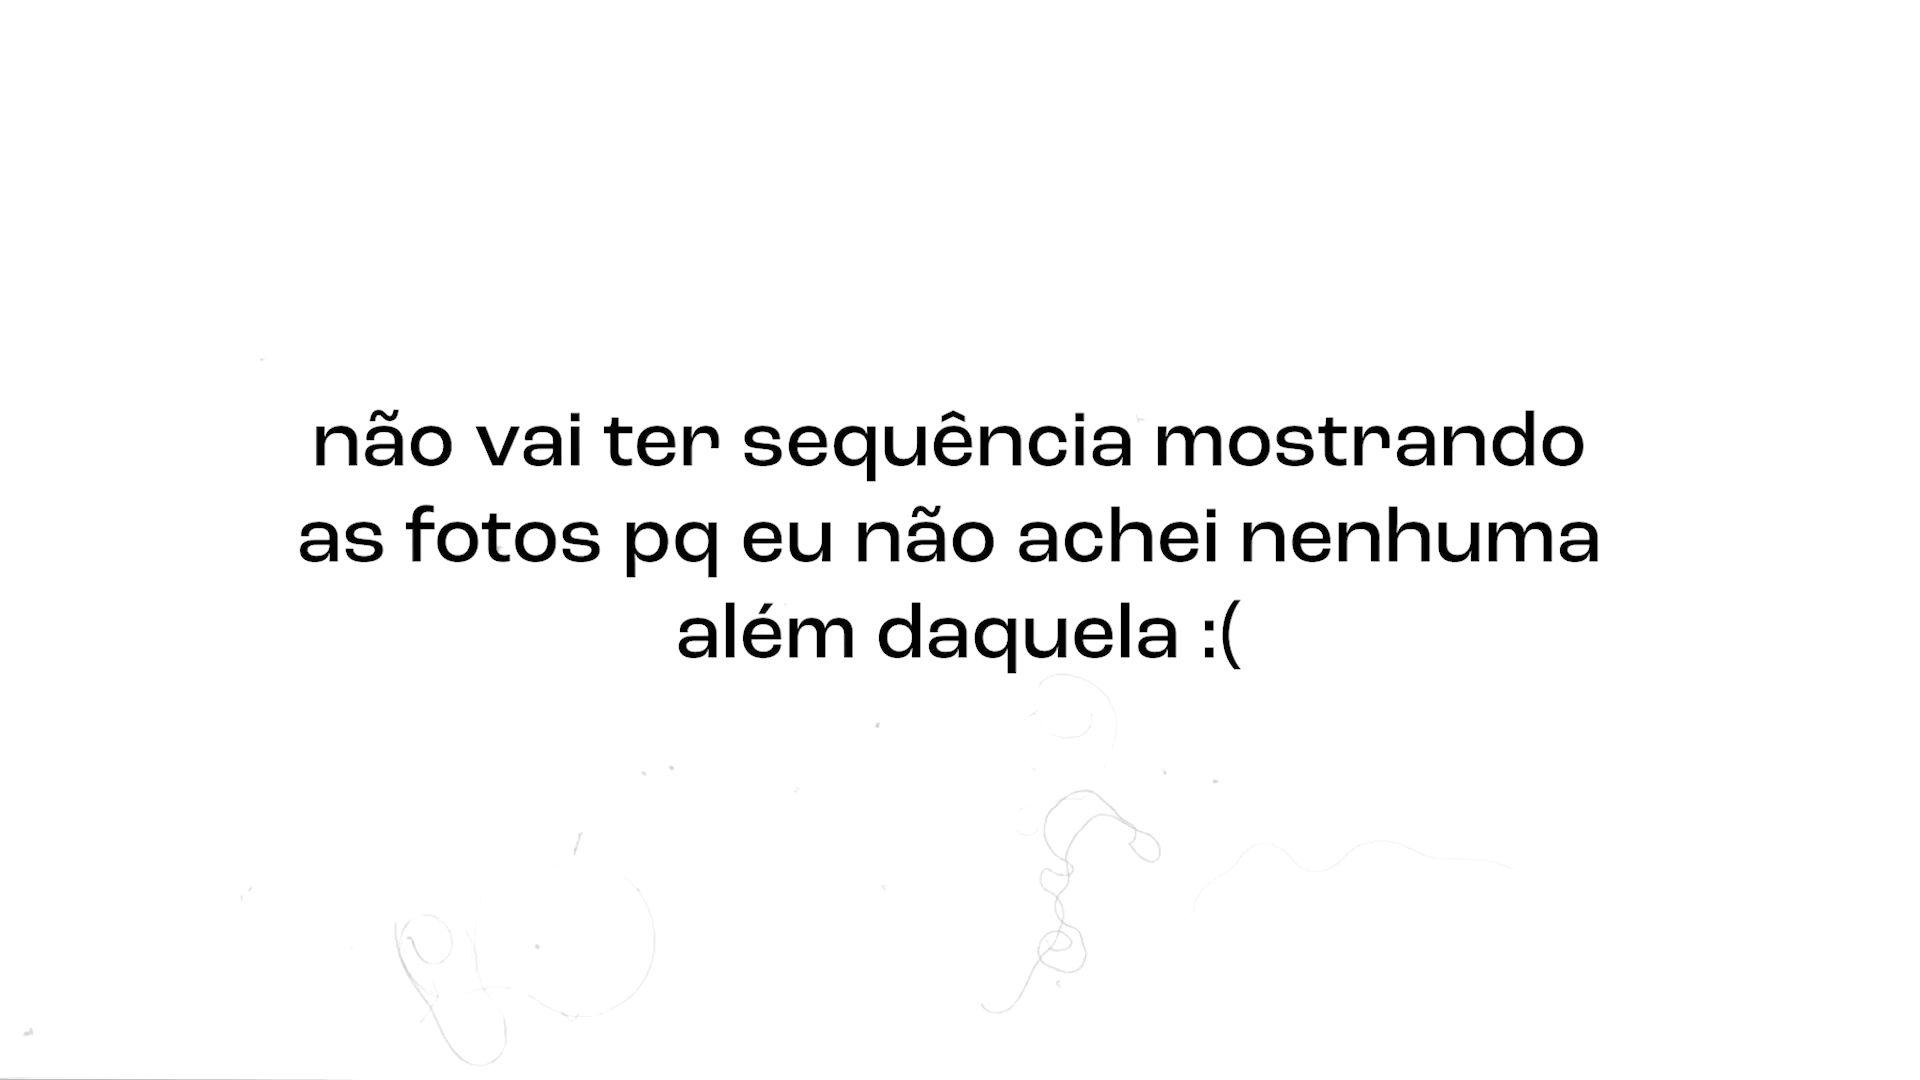 não vai ter sequência mostrando
as fotos pq eu não achei nenhuma
além daquela :(